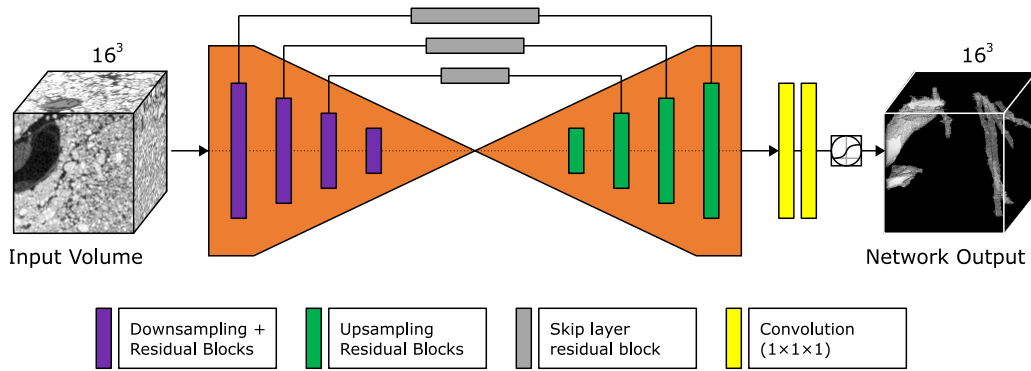 16³
16³
Input Volume
Network Output
Downsampling +
Residual Blocks
Upsampling
Residual Blocks
Skip layer
residual block
Convolution
(1×1×1)